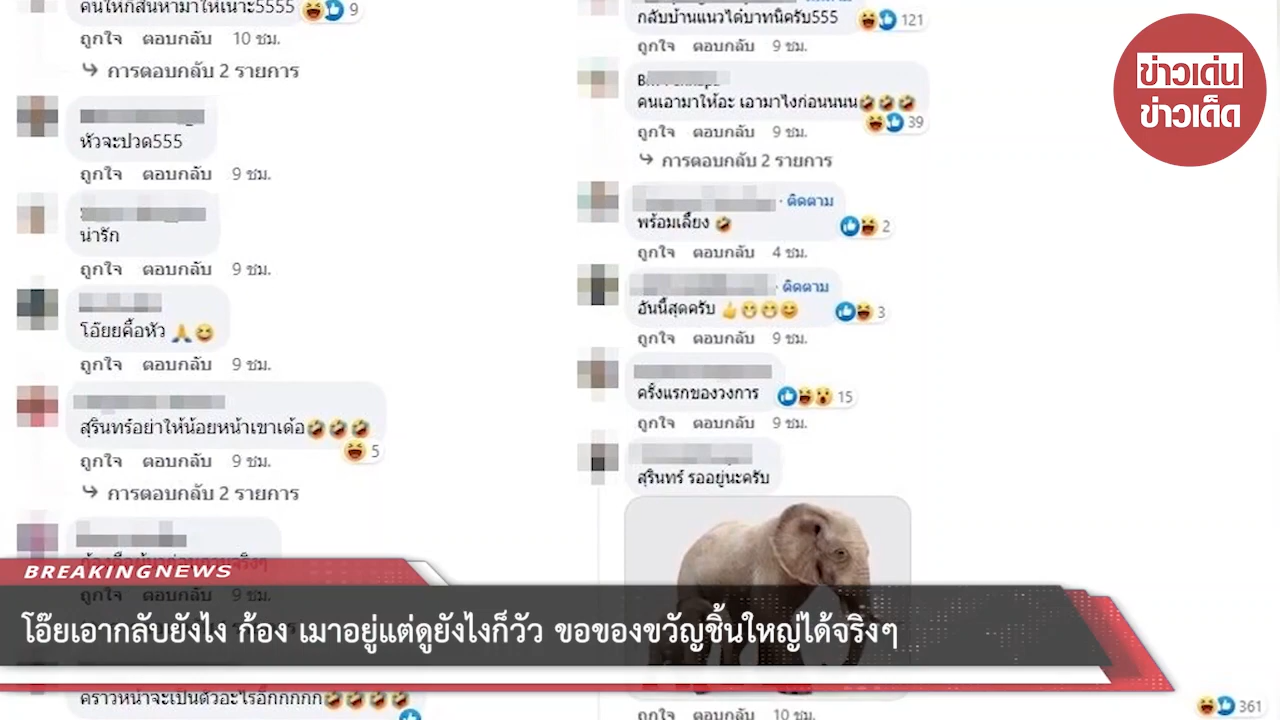 คนให้ก็สันหามาให้เนาะ5555
9
ถูกใจ ตอบกลับ 10 ชม.
การตอบกลับ 2 รายการ
หัวจะปวด555
ถูกใจ ตอบกลับ 9 ชม.
น่ารัก
ถูกใจ ตอบกลับ 9 ชม.
โอ๊ยยคื้อหัว
ถูกใจ ตอบกลับ 9 ชม.
สุรินทร์อย่าให้น้อยหน้าเขาเด้อ
5
ถูกใจ ตอบกลับ 9 ชม.
การตอบกลับ 2 รายการ
ถูกใจ ตอบกลับ 9 ชม.
คราวหน้าจะเป็นตัวอะไรอีกกกกกก
กลับบ้านแนวได๋บาทนิครับ555
121
ถูกใจ ตอบกลับ 9 ชม.
คนเอามาให้อะ เอามาไงก่อนนนน
39
ถูกใจ ตอบกลับ 9 ชม.
การตอบกลับ 2 รายการ
· ติดตาม
พร้อมเลี้ยง
2
ถูกใจ ตอบกลับ 4 ชม.
· ติดตาม
อันนี้สุดครับ
3
ถูกใจ ตอบกลับ 9 ชม.
ครั้งแรกของวงการ
15
ถูกใจ ตอบกลับ 9 ชม.
สุรินทร์ รออยู่นะครับ
ถูกใจ ตอบกลับ 10 ชม.
361
ข่าวเด่น
ข่าวเด็ด
BREAKING NEWS
โอ๊ยเอากลับยังไง ก้อง เมาอยู่แต่ดูยังไงก็วัว ขอของขวัญชิ้นใหญ่ได้จริงๆ